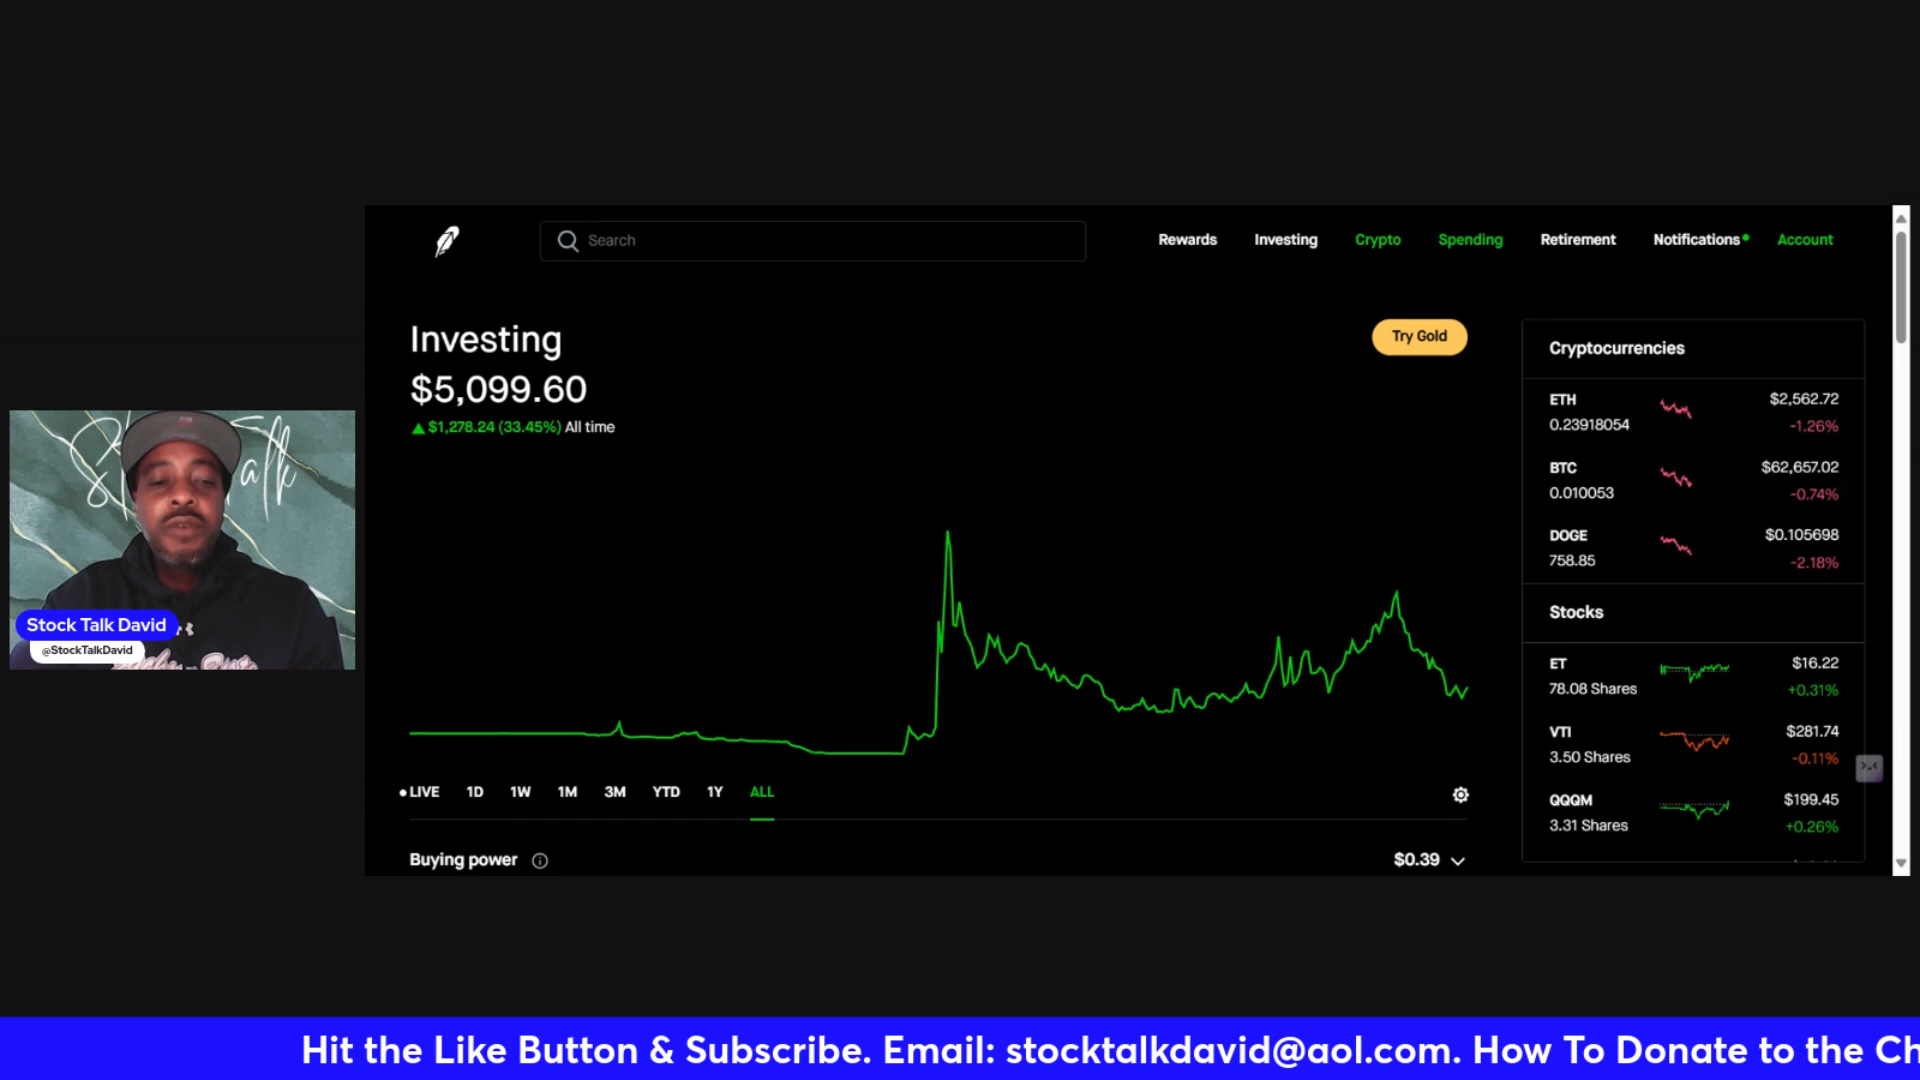 Search
Rewards
Investing
Crypto
Spending
Retirement
Notifications
Account
Investing
$5,099.60
$1,278.24 (33.45%) All time
Try Gold
LIVE
1D
1W
1M
3M
YTD
1Y
ALL
Buying power
$0.39
Cryptocurrencies
ETH
$2,562.72
0.23918054
-1.26%
BTC
$62,657.02
0.010053
-0.74%
DOGE
$0.105698
758.85
-2.18%
Stocks
ET
$16.22
78.08 Shares
+0.31%
VTI
$281.74
3.50 Shares
-0.11%
QQQM
$199.45
3.31 Shares
+0.26%
Talk
Stock Talk David
@StockTalkDavid
Hit the Like Button & Subscribe. Email: stocktalkdavid@aol.com. How To Donate to the Ch